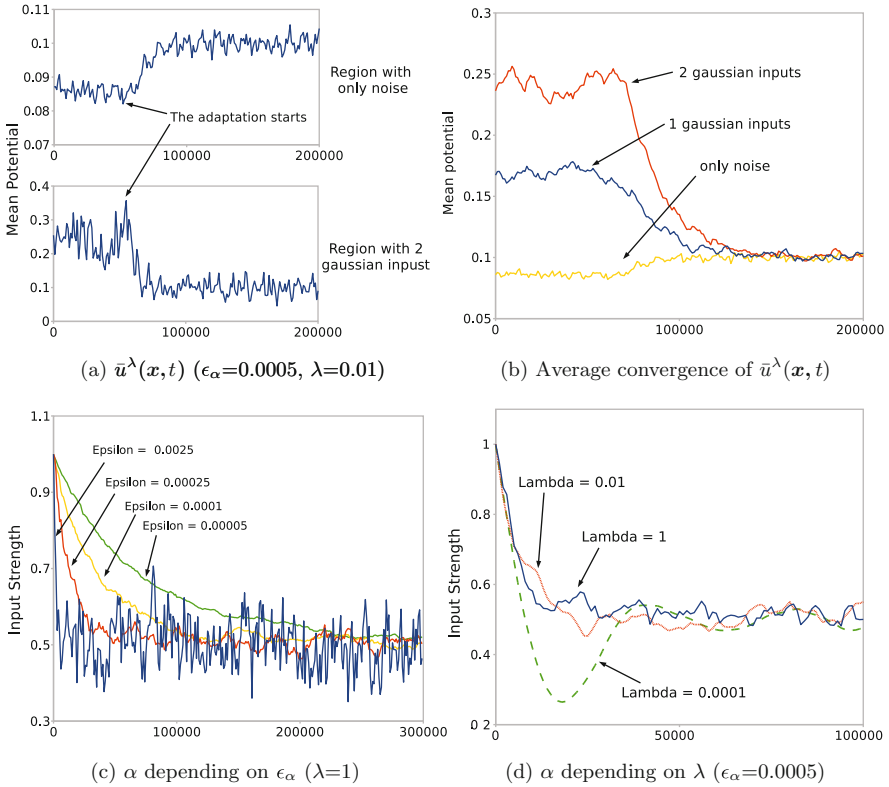 0.11
0.1
0.09
0.08
0.07
0
100000
200000
Region with
only noise
The adaptation starts
Mean Potential
0.4
0.3
0.2
0.1
0
0
100000
200000
Region with 2
gaussian inpust
(a) ū^λ(x,t) (ϵ_α=0.0005, λ=0.01)
0.3
0.25
0.2
0.15
0.1
0.05
0
100000
200000
Mean potential
2 gaussian inputs
1 gaussian inputs
only noise
(b) Average convergence of ū^λ(x, t)
1.1
0.9
0.7
0.5
0.3
0
100000
200000
300000
Input Strength
Epsilon = 0.0025
Epsilon = 0.00025
Epsilon = 0.0001
Epsilon = 0.00005
(c) α depending on ϵ_α (λ=1)
1
0.8
0.6
0.4
0.2
0
50000
100000
Input Strength
Lambda = 0.01
Lambda = 1
Lambda = 0.0001
(d) α depending on λ (ϵ_α=0.0005)